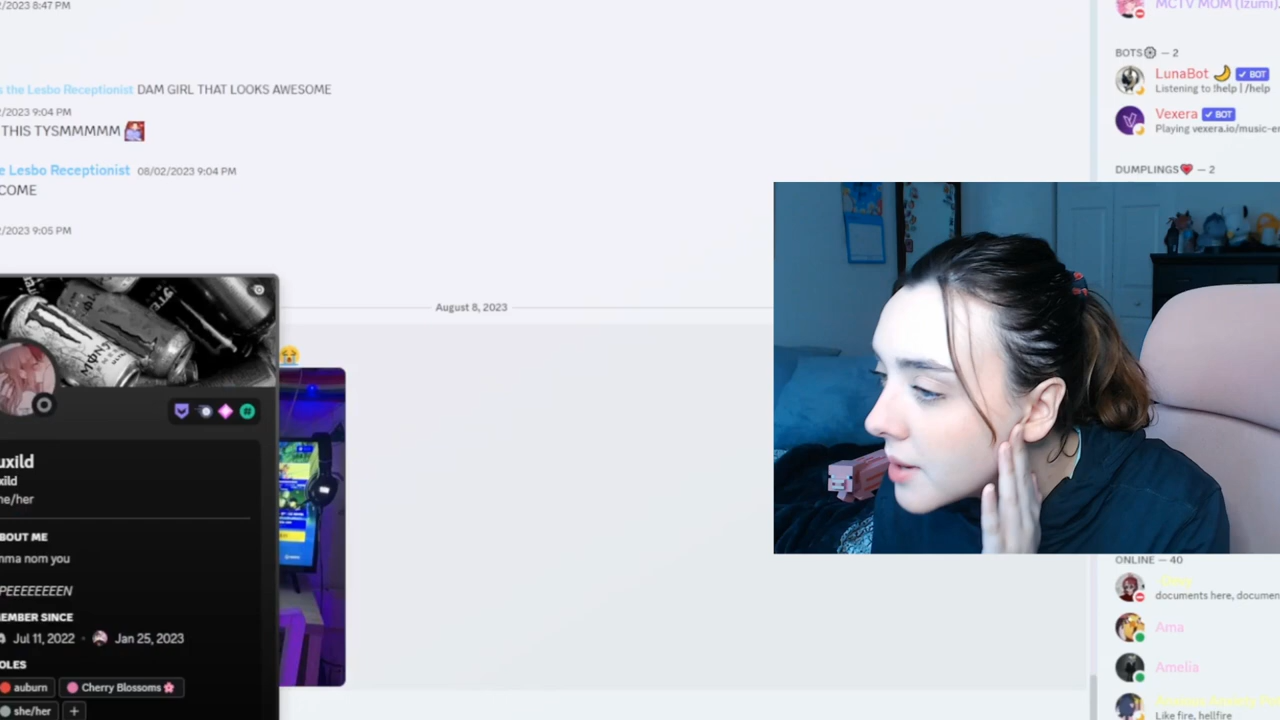 /2023 8:47 PM
s the Lesbo Receptionist DAM GIRL THAT LOOKS AWESOME
/2023 9:04 PM
THIS TYSMMMMM
e Lesbo Receptionist 08/02/2023 9:04 PM
COME
/2023 9:05 PM
August 8, 2023
uxild
xild
he/her
BOUT ME
nma nom you
PEEEEEEEEN
EMBER SINCE
Jul 11, 2022 • Jan 25, 2023
OLES
auburn Cherry Blossoms
she/her +
MCTV MOM (Izumi)
BOTS — 2
LunaBot BOT
Listening to !help | /help
Vexera BOT
Playing vexera.io/music-e
DUMPLINGS — 2
ONLINE — 40
documents here, documen
Ama
Amelia
Like fire, hellfire